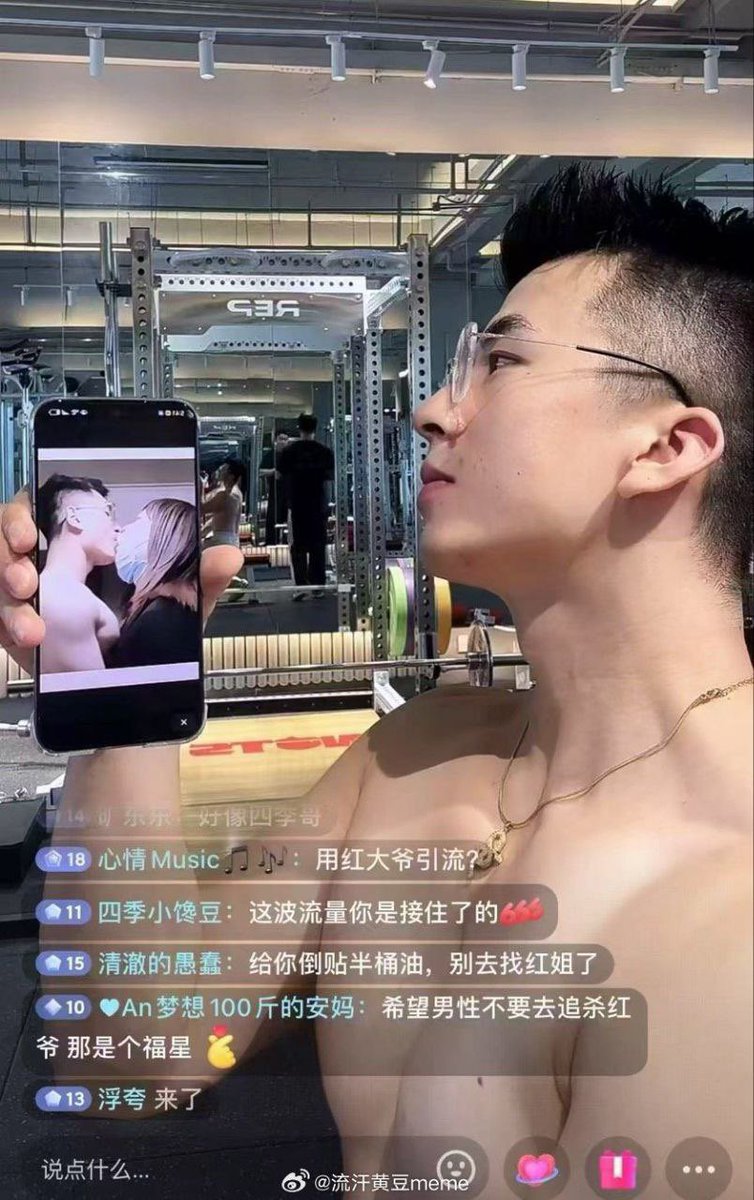 REP
14 矿东东：好像四季哥
18 心情Music🎵🎶：用红大爷引流?
11 四季小馋豆：这波流量你是接住了的666
15 清澈的愚蠢：给你倒贴半桶油，别去找红姐了
10 ♥An梦想100斤的安妈：希望男性不要去追杀红
爷 那是个福星
13 浮夸 来了
说点什么...
@流汗黄豆meme